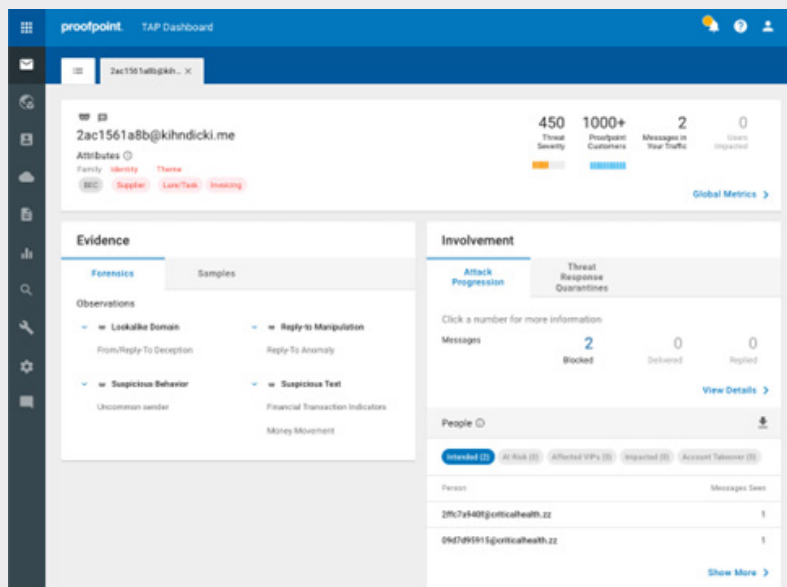 proofpoint. TAP Dashboard
2ac1561a8b@kih... ×
2ac1561a8b@kihndicki.me
Attributes
Family Identity Theme
BEC Supplier Lure/Task Invoicing
450 1000+ 2 0
Threat Severity
Proofpoint Customers
Messages in Your Traffic
Users Impacted
Global Metrics
Evidence
Forensics Samples
Observations
Lookalike Domain
From/Reply-To Deception
Reply-to Manipulation
Reply-To Anomaly
Suspicious Behavior
Uncommon sender
Suspicious Text
Financial Transaction Indicators
Money Movement
Involvement
Attack Progression
Threat Response Quarantines
Click a number for more information
Messages 2 0 0
Blocked Delivered Replied
View Details
People
Intended (2) At Risk (0) Affected VIPs (0) Impacted (0) Account Takeover (0)
Person Messages Seen
2ffc7a940f@criticalhealth.zz 1
09d7d95915@criticalhealth.zz 1
Show More